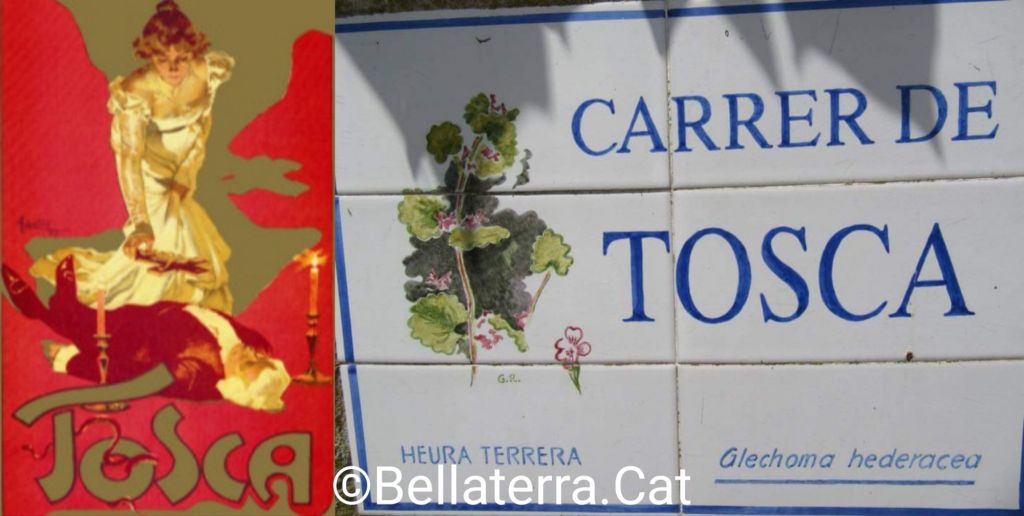 TOSCA
CARRER DE
TOSCA
G.R.
HEURA TERRERA
Glechoma hederacea
©Bellaterra.Cat